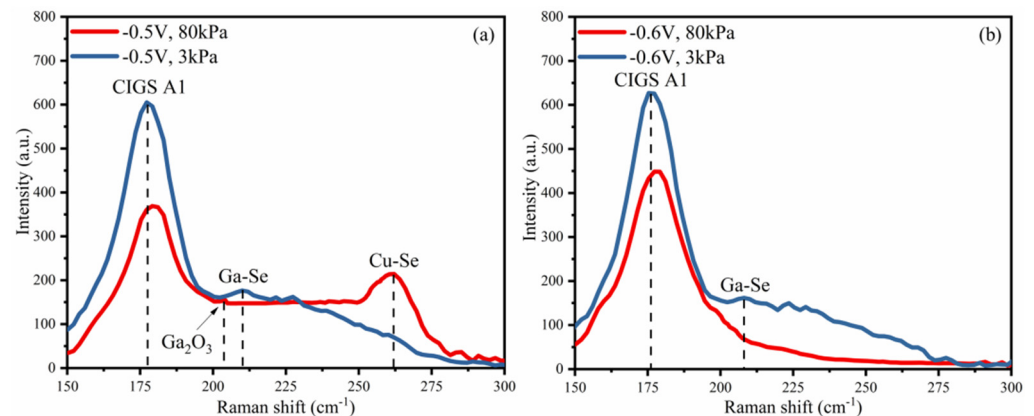 800
700
600
500
400
300
200
100
0
Intensity (a.u.)
-0.5V, 80kPa
-0.5V, 3kPa
(a)
CIGS A1
Ga-Se
Cu-Se
Ga₂O₃
150 175 200 225 250 275 300
Raman shift (cm⁻¹)
800
700
600
500
400
300
200
100
0
Intensity (a.u.)
-0.6V, 80kPa
-0.6V, 3kPa
(b)
CIGS A1
Ga-Se
150 175 200 225 250 275 300
Raman shift (cm⁻¹)